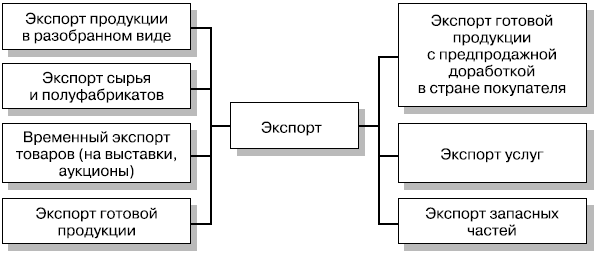 Экспорт продукции
в разобранном виде
Экспорт сырья
и полуфабрикатов
Временный экспорт
товаров (на выставки,
аукционы)
Экспорт готовой
продукции
Экспорт
Экспорт готовой
продукции
с предпродажной
доработкой
в стране покупателя
Экспорт услуг
Экспорт запасных
частей